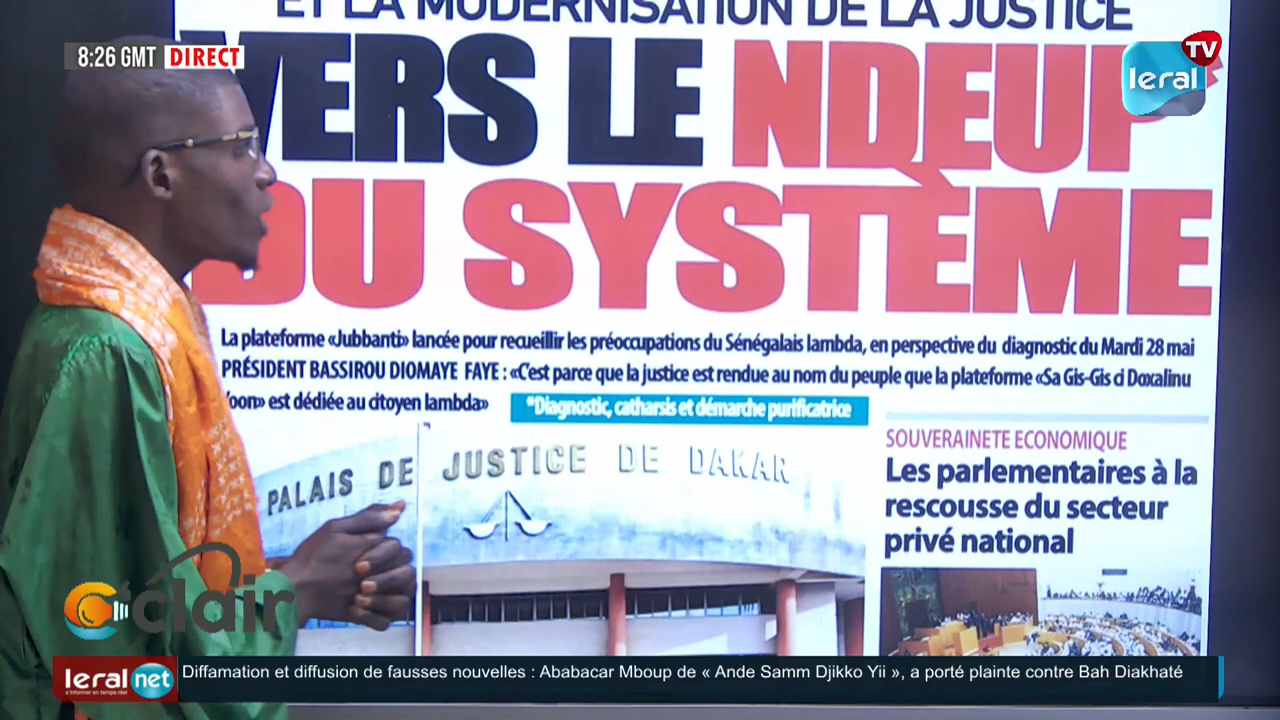 ET LA MODERNISATION DE LA JUSTICE
8:26 GMT DIRECT
leral TV
VERS LE NDEUP
DU SYSTÈME
La plateforme «Jubbanti» lancée pour recueillir les préoccupations du Sénégalais lambda, en perspective du diagnostic du Mardi 28 mai
PRÉSIDENT BASSIROU DIOMAYE FAYE : «C'est parce que la justice est rendue au nom du peuple que la plateforme «Sa Gis-Gis ci Doxalinu
Yoon» est dédiée au citoyen lambda»
*Diagnostic, catharsis et démarche purificatrice
SOUVERAINETE ECONOMIQUE
Les parlementaires à la
rescousse du secteur
privé national
PALAIS DE JUSTICE DE DAKAR
C'clair
leral net
s'informer en temps réel
Diffamation et diffusion de fausses nouvelles : Ababacar Mboup de « Ande Samm Djikko Yii », a porté plainte contre Bah Diakhaté